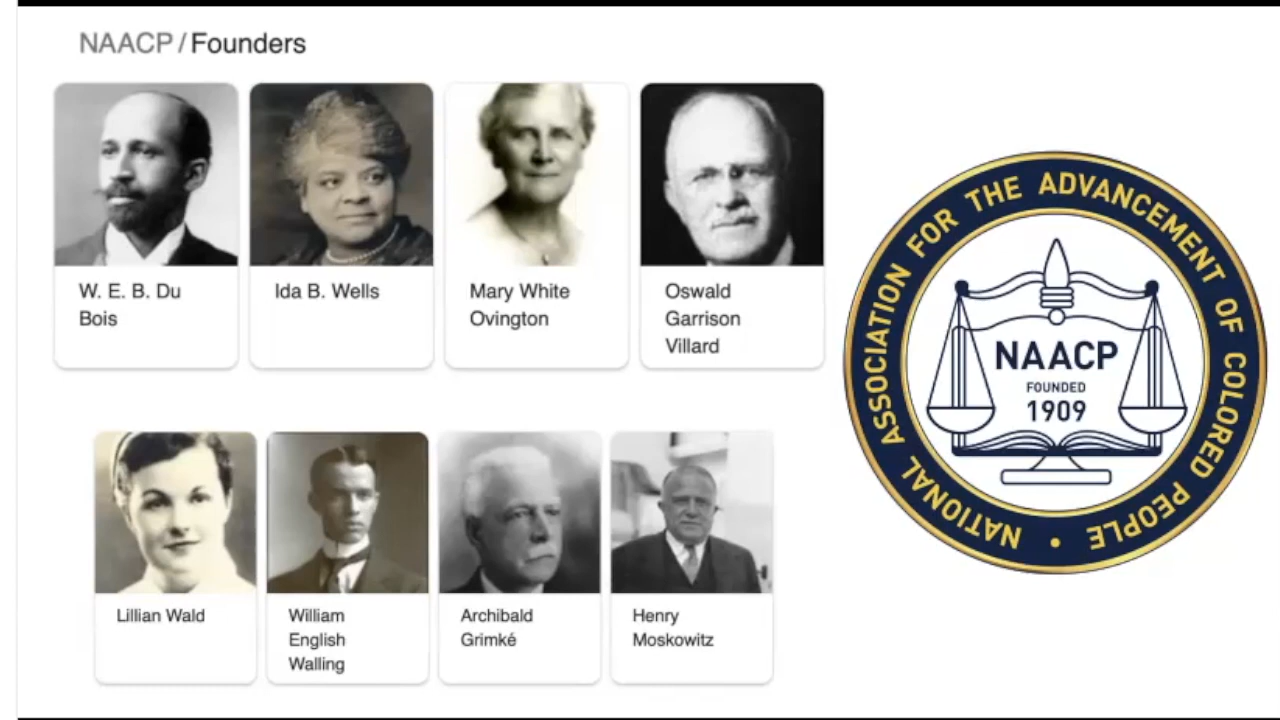 NAACP / Founders
W. E. B. Du
Bois
Ida B. Wells
Mary White
Ovington
Oswald
Garrison
Villard
Lillian Wald
William
English
Walling
Archibald
Grimké
Henry
Moskowitz
NATIONAL ASSOCIATION FOR THE ADVANCEMENT OF COLORED PEOPLE •
NAACP
FOUNDED
1909